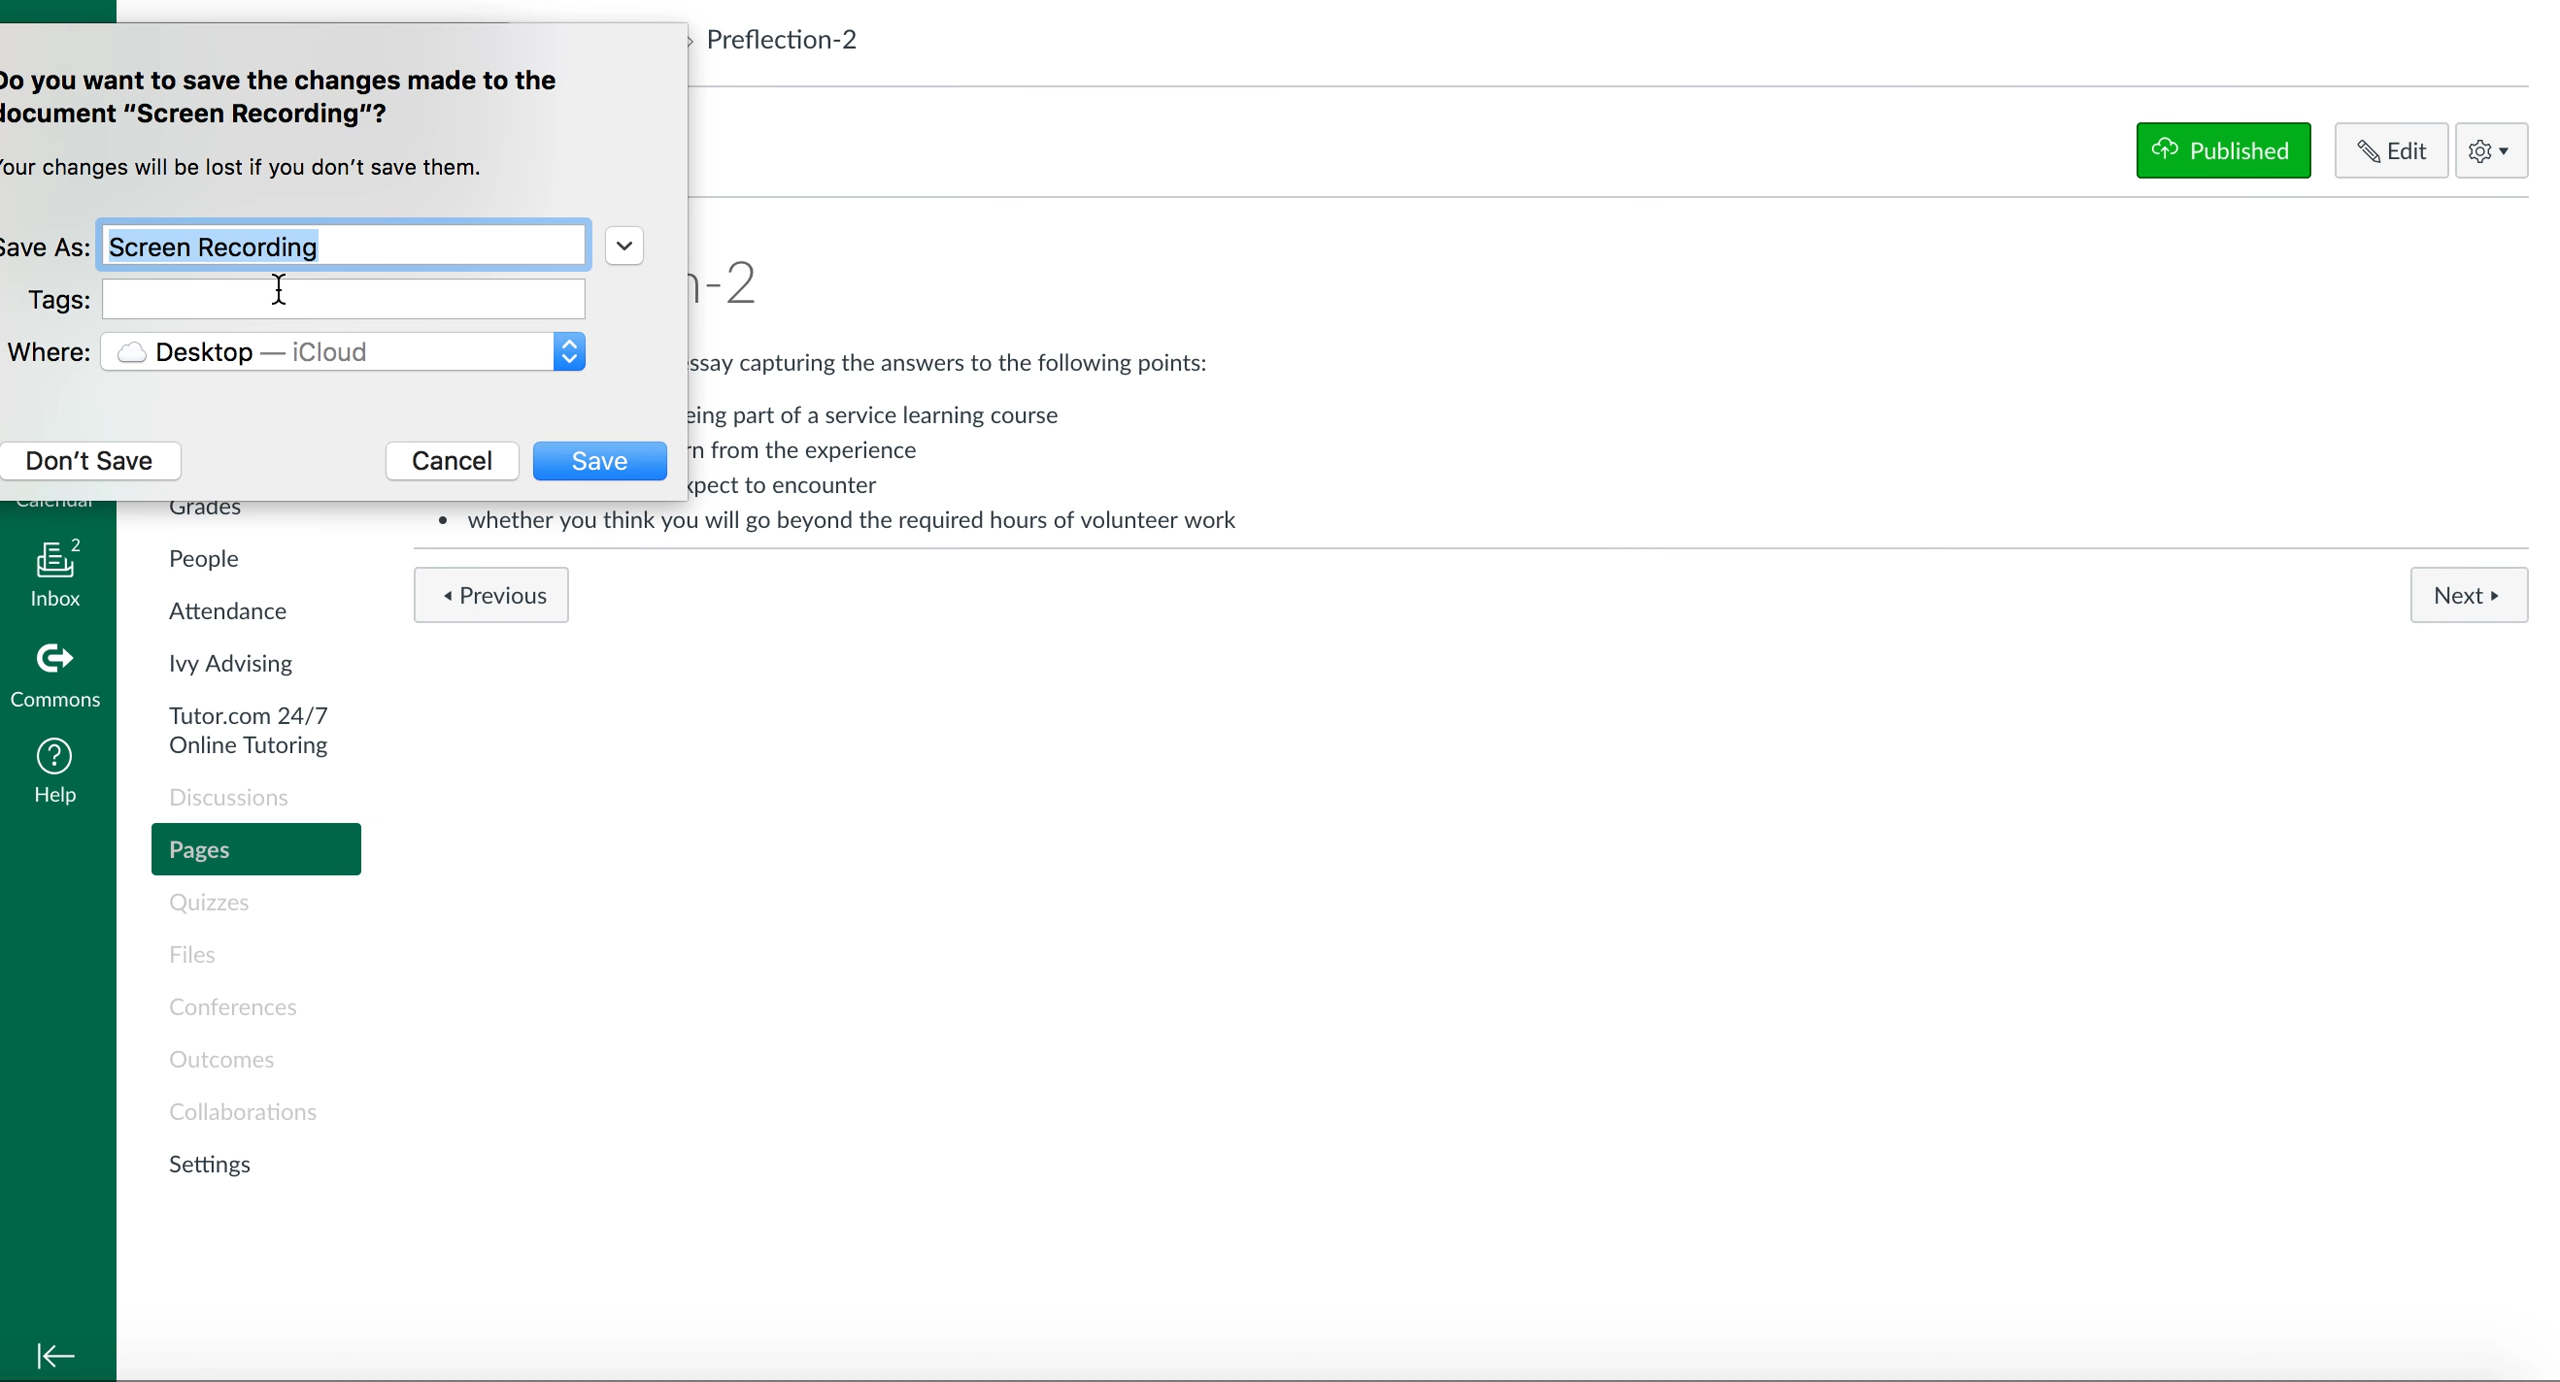 Preflection-2
Do you want to save the changes made to the
document “Screen Recording”?
Your changes will be lost if you don’t save them.
Save As: Screen Recording
Tags:
Where: Desktop — iCloud
Don’t Save Cancel Save
Published Edit
n-2
essay capturing the answers to the following points:
being part of a service learning course
from the experience
expect to encounter
• whether you think you will go beyond the required hours of volunteer work
Previous Next
Calendar
2
Inbox
Commons
Help
Grades
People
Attendance
Ivy Advising
Tutor.com 24/7
Online Tutoring
Discussions
Pages
Quizzes
Files
Conferences
Outcomes
Collaborations
Settings